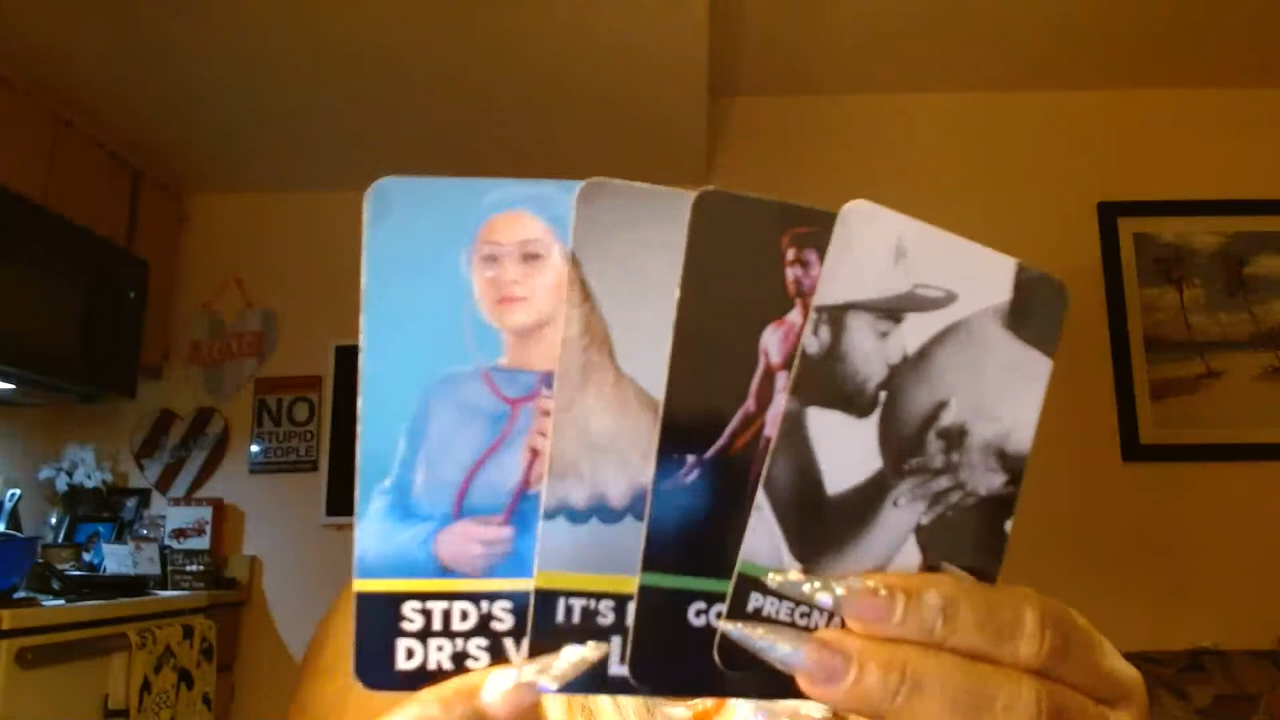 NO
STUPID
PEOPLE
STD'S
DR'S V
IT'S
L
GO
PREGNA